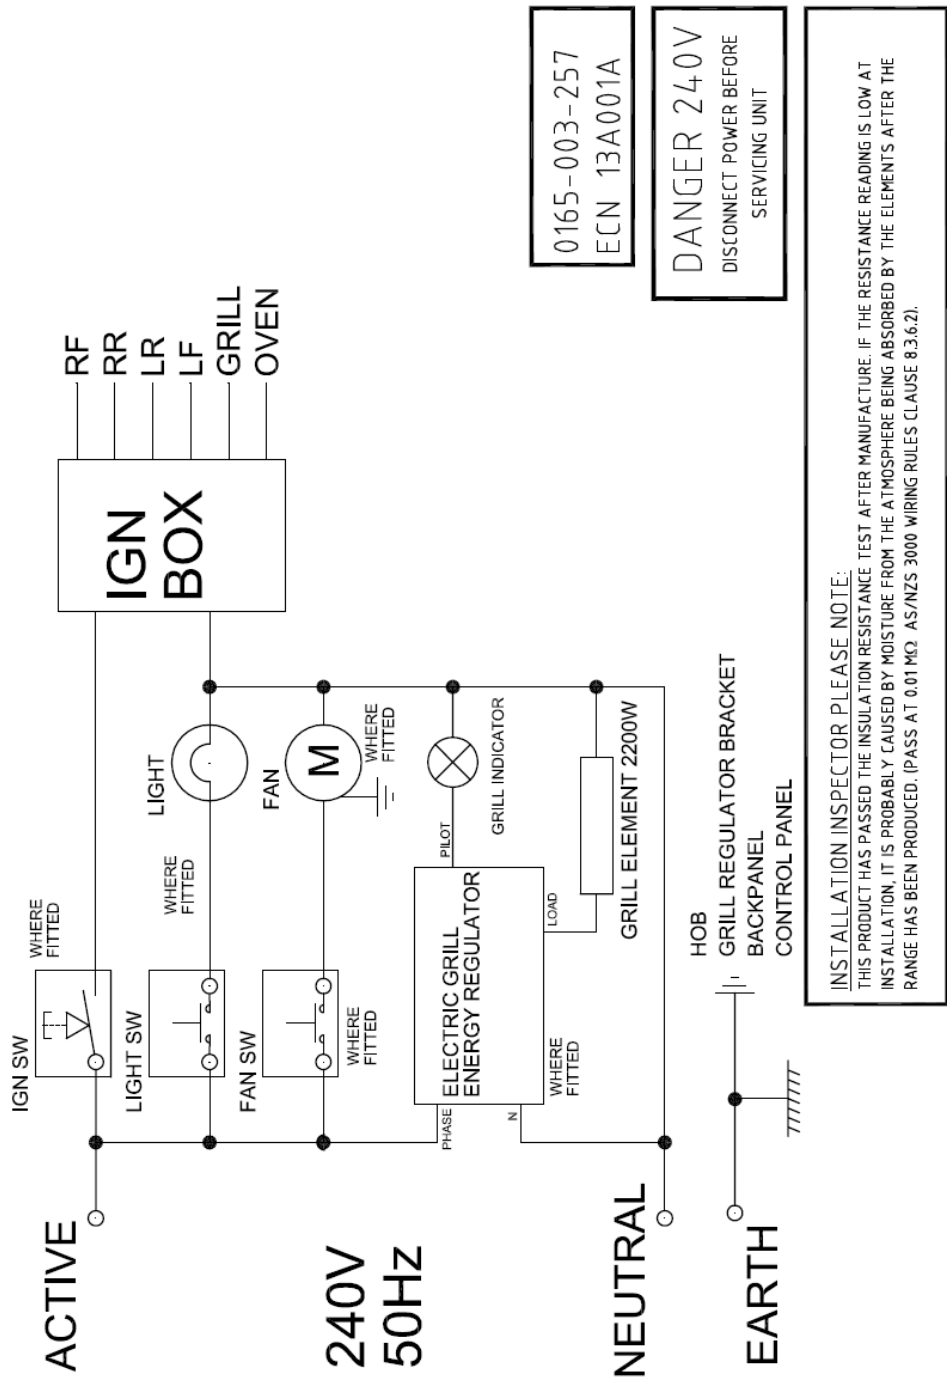 ACTIVE
240V
50Hz
NEUTRAL
EARTH
IGN SW
WHERE
FITTED
LIGHT SW
WHERE
FITTED
LIGHT
FAN SW
WHERE
FITTED
FAN
M
WHERE
FITTED
IGN
BOX
RF
RR
LR
LF
GRILL
OVEN
PHASE
N
ELECTRIC GRILL
ENERGY REGULATOR
WHERE
FITTED
PILOT
LOAD
GRILL INDICATOR
GRILL ELEMENT 2200W
HOB
GRILL REGULATOR BRACKET
BACKPANEL
CONTROL PANEL
0165-003-257
ECN 13A001A
DANGER 240V
DISCONNECT POWER BEFORE
SERVICING UNIT
INSTALLATION INSPECTOR PLEASE NOTE:
THIS PRODUCT HAS PASSED THE INSULATION RESISTANCE TEST AFTER MANUFACTURE. IF THE RESISTANCE READING IS LOW AT
INSTALLATION, IT IS PROBABLY CAUSED BY MOISTURE FROM THE ATMOSPHERE BEING ABSORBED BY THE ELEMENTS AFTER THE
RANGE HAS BEEN PRODUCED. (PASS AT 0.01 MΩ AS/NZS 3000 WIRING RULES CLAUSE 8.3.6.2).